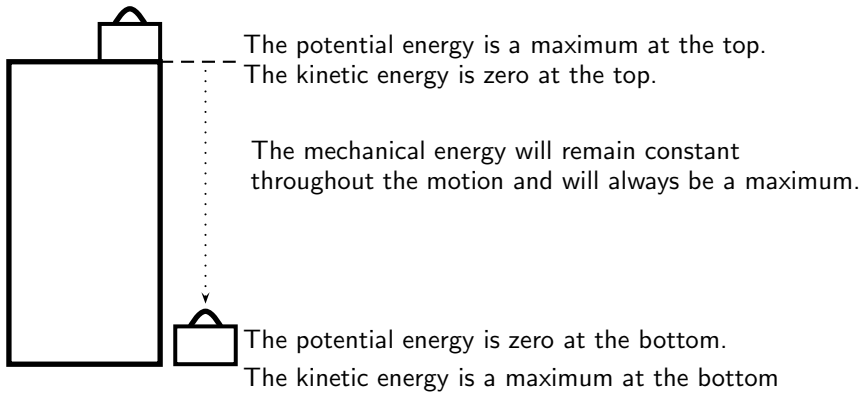 The potential energy is a maximum at the top.
The kinetic energy is zero at the top.
The mechanical energy will remain constant
throughout the motion and will always be a maximum.
The potential energy is zero at the bottom.
The kinetic energy is a maximum at the bottom